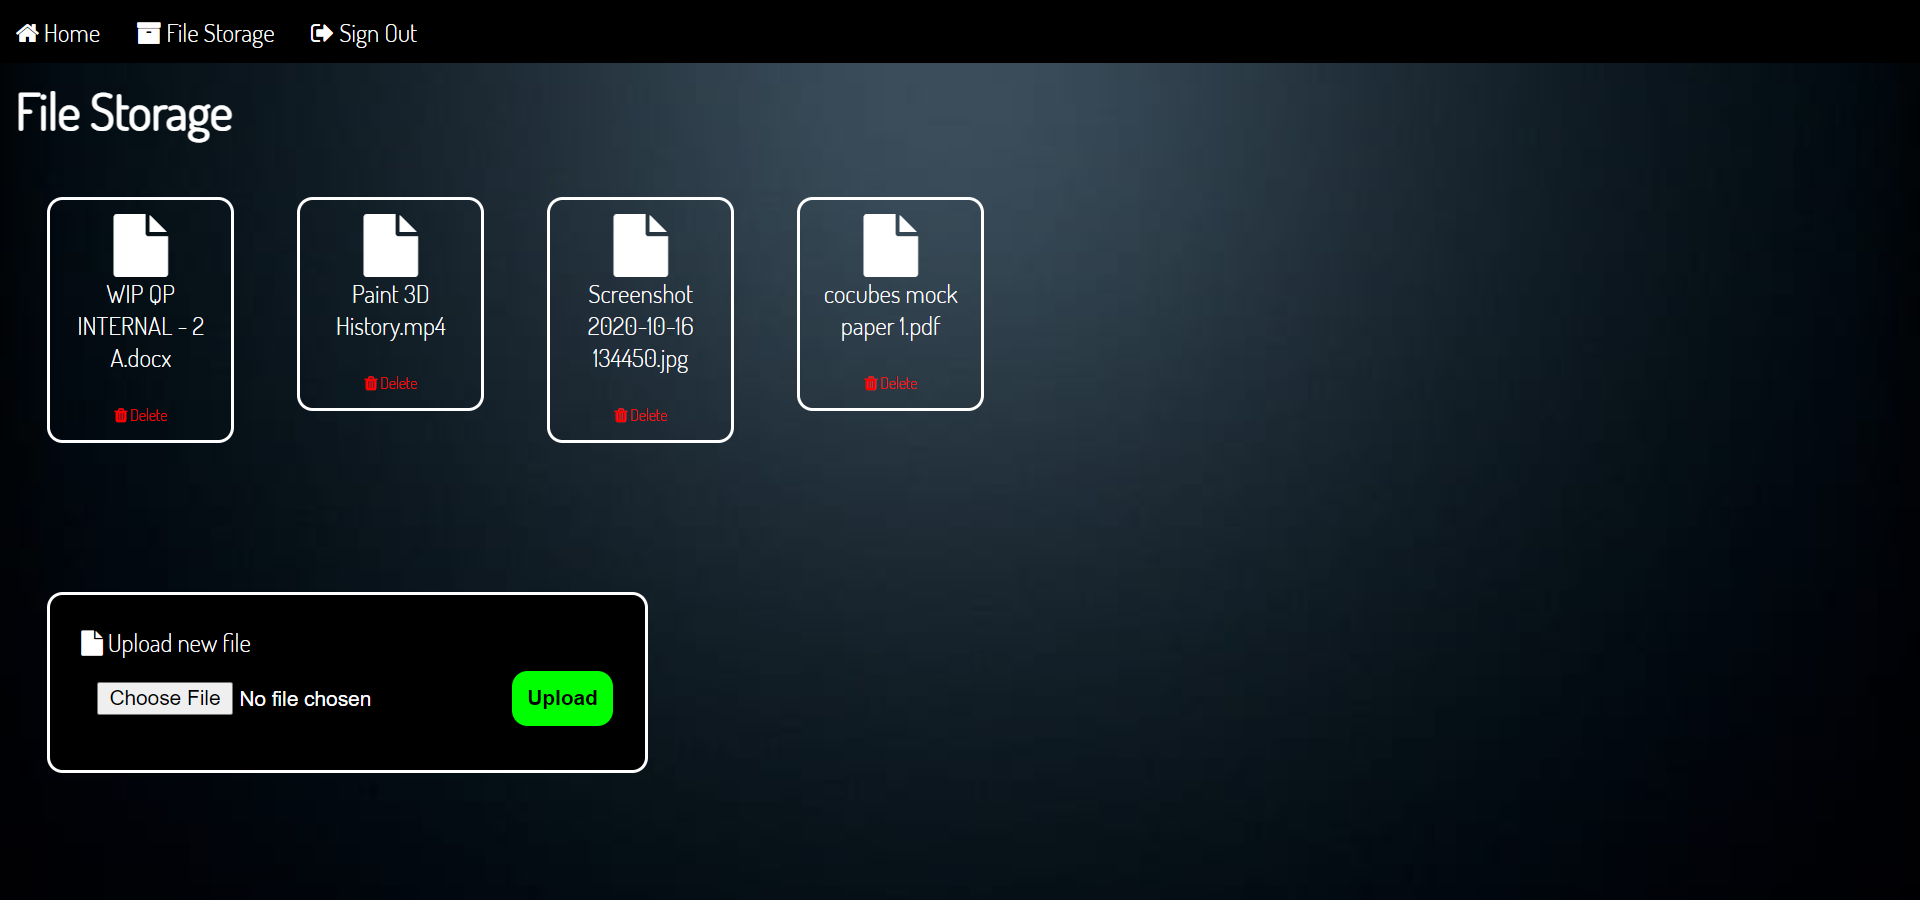 Home File Storage Sign Out
File Storage
WIP QP
INTERNAL - 2
A.docx
Delete
Paint 3D
History.mp4
Delete
Screenshot
2020-10-16
134450.jpg
Delete
cocubes mock
paper 1.pdf
Delete
Upload new file
Choose File No file chosen Upload